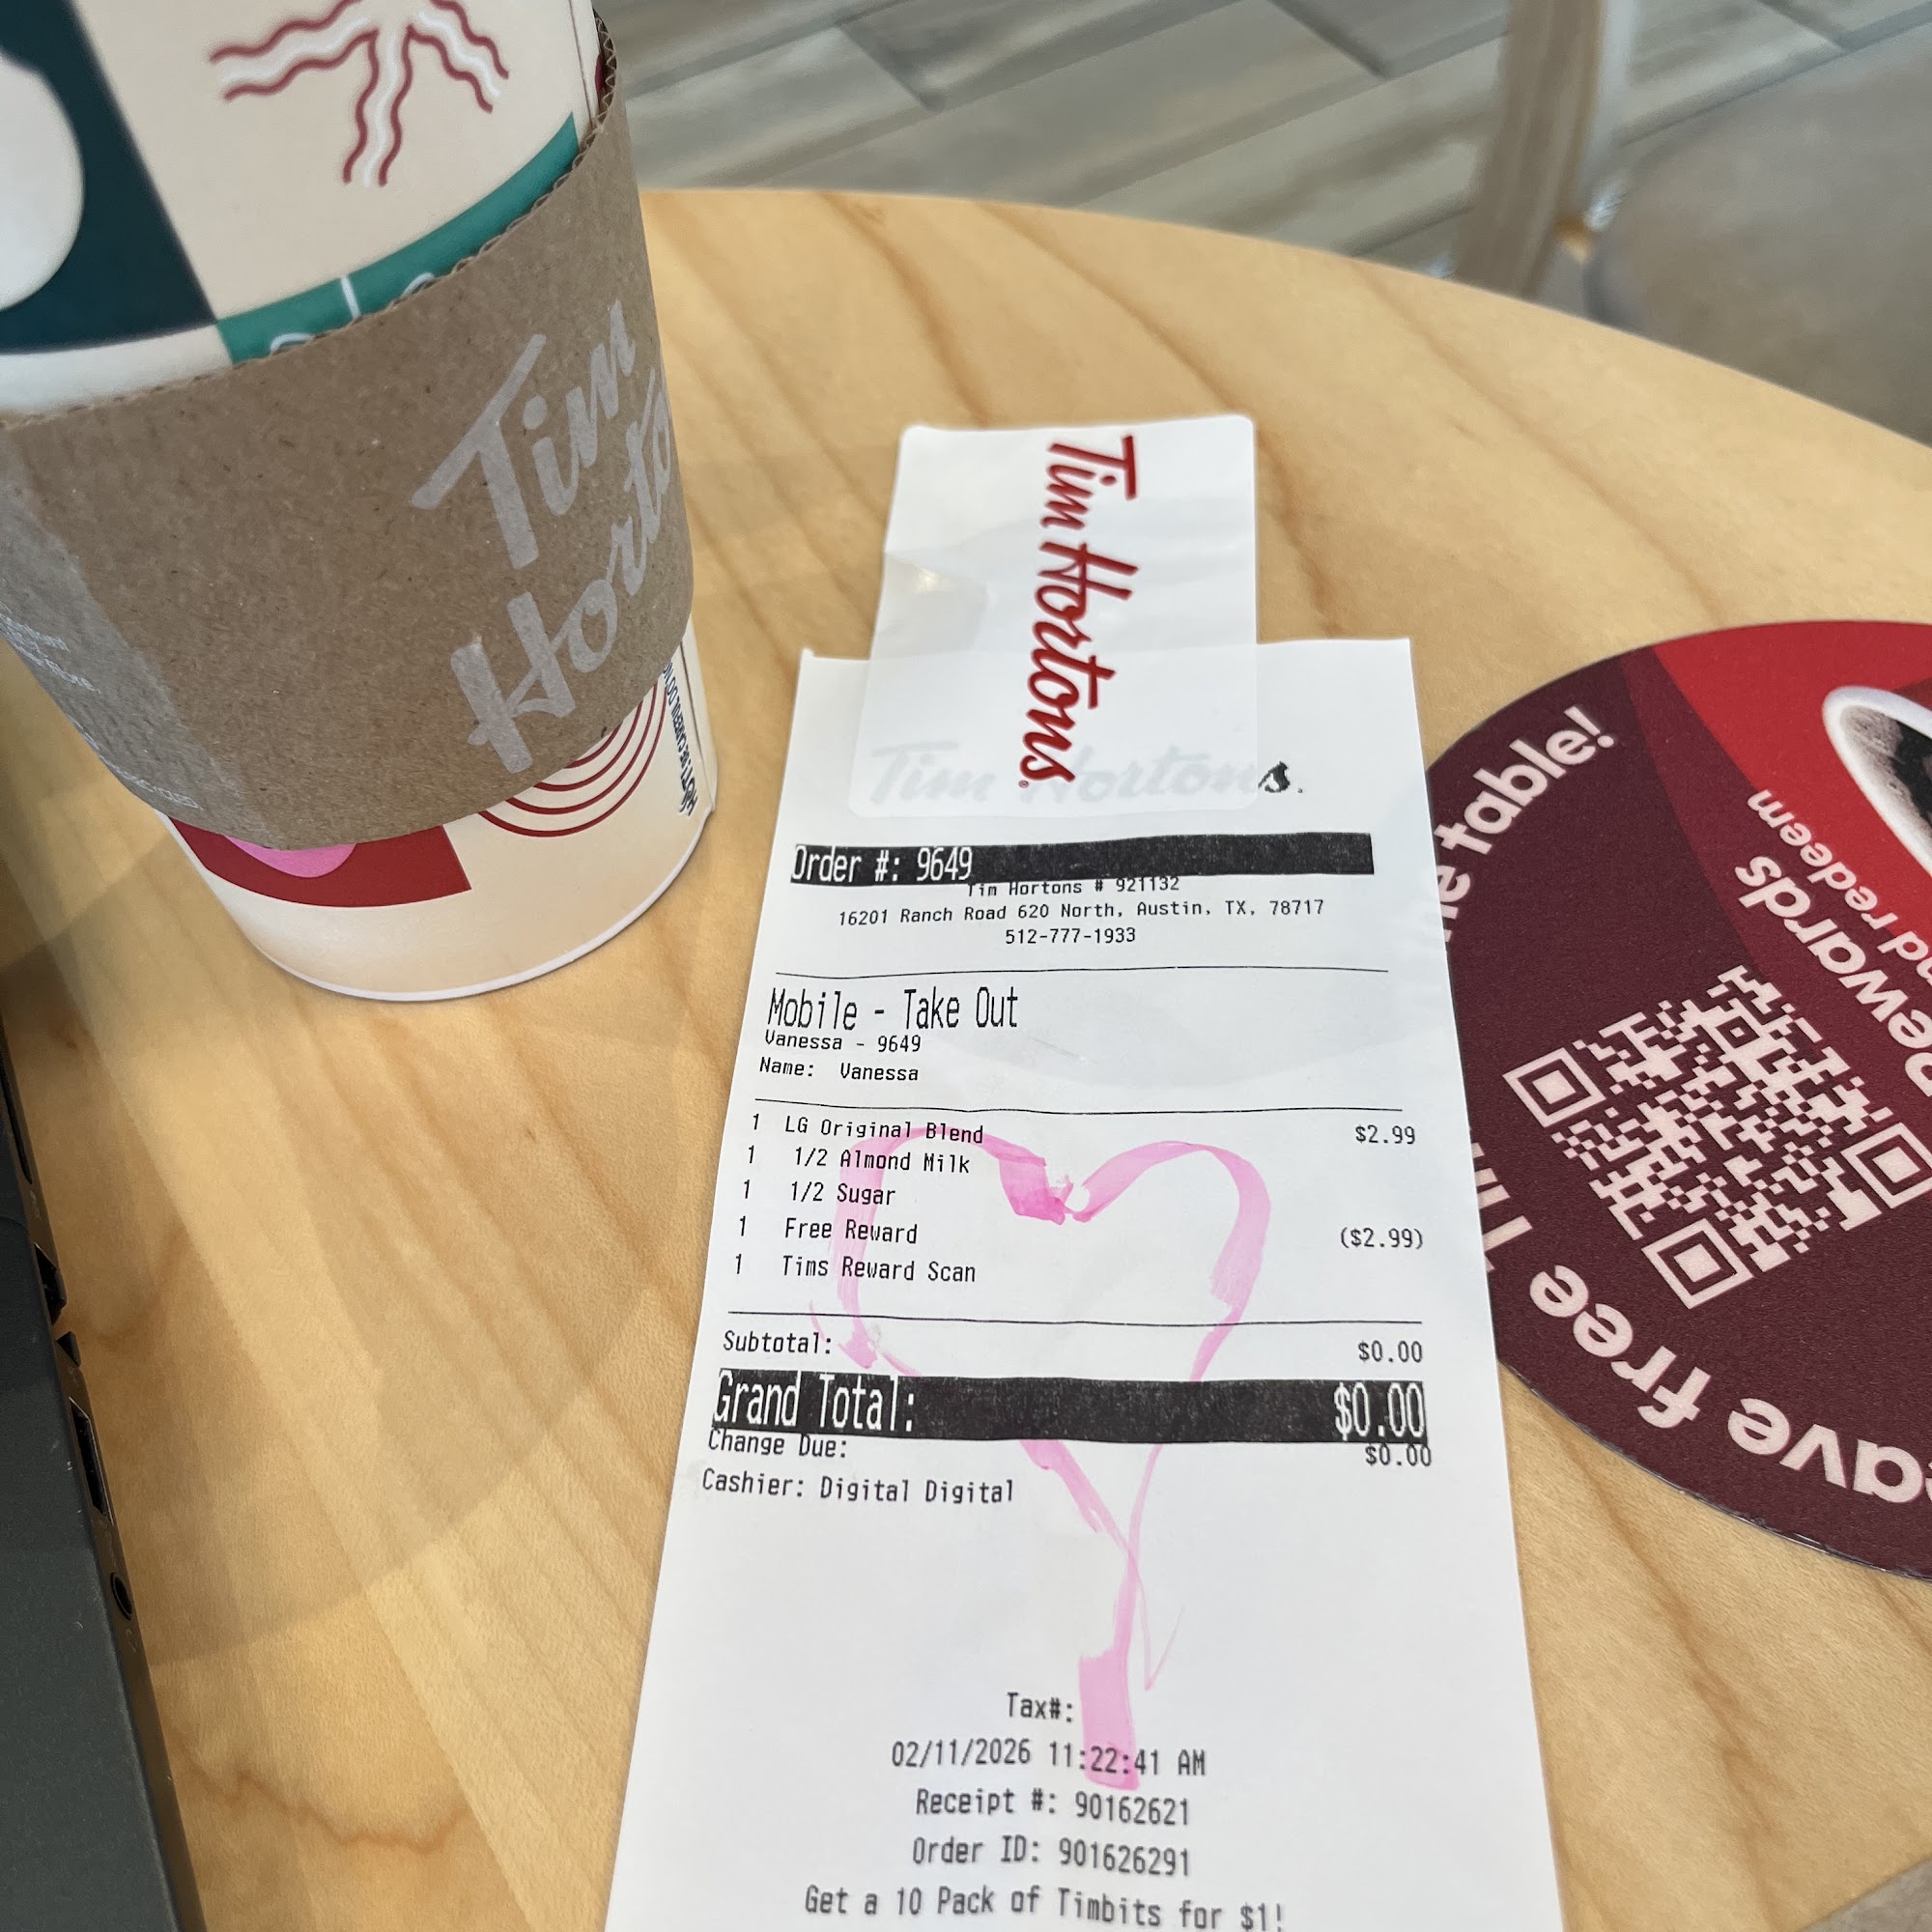 Tim
Horto
Tim Hortons
Tim Hortons.
Order #: 9649
Tim Hortons # 921132
16201 Ranch Road 620 North, Austin, TX, 78717
512-777-1933
Mobile - Take Out
Vanessa - 9649
Name: Vanessa
1 LG Original Blend $2.99
1 1/2 Almond Milk
1 1/2 Sugar
1 Free Reward ($2.99)
1 Tims Reward Scan
Subtotal: $0.00
Grand Total: $0.00
Change Due: $0.00
Cashier: Digital Digital
Tax#:
02/11/2026 11:22:41 AM
Receipt #: 90162621
Order ID: 901626291
Get a 10 Pack of Timbits for $1!
table!
redeem
free